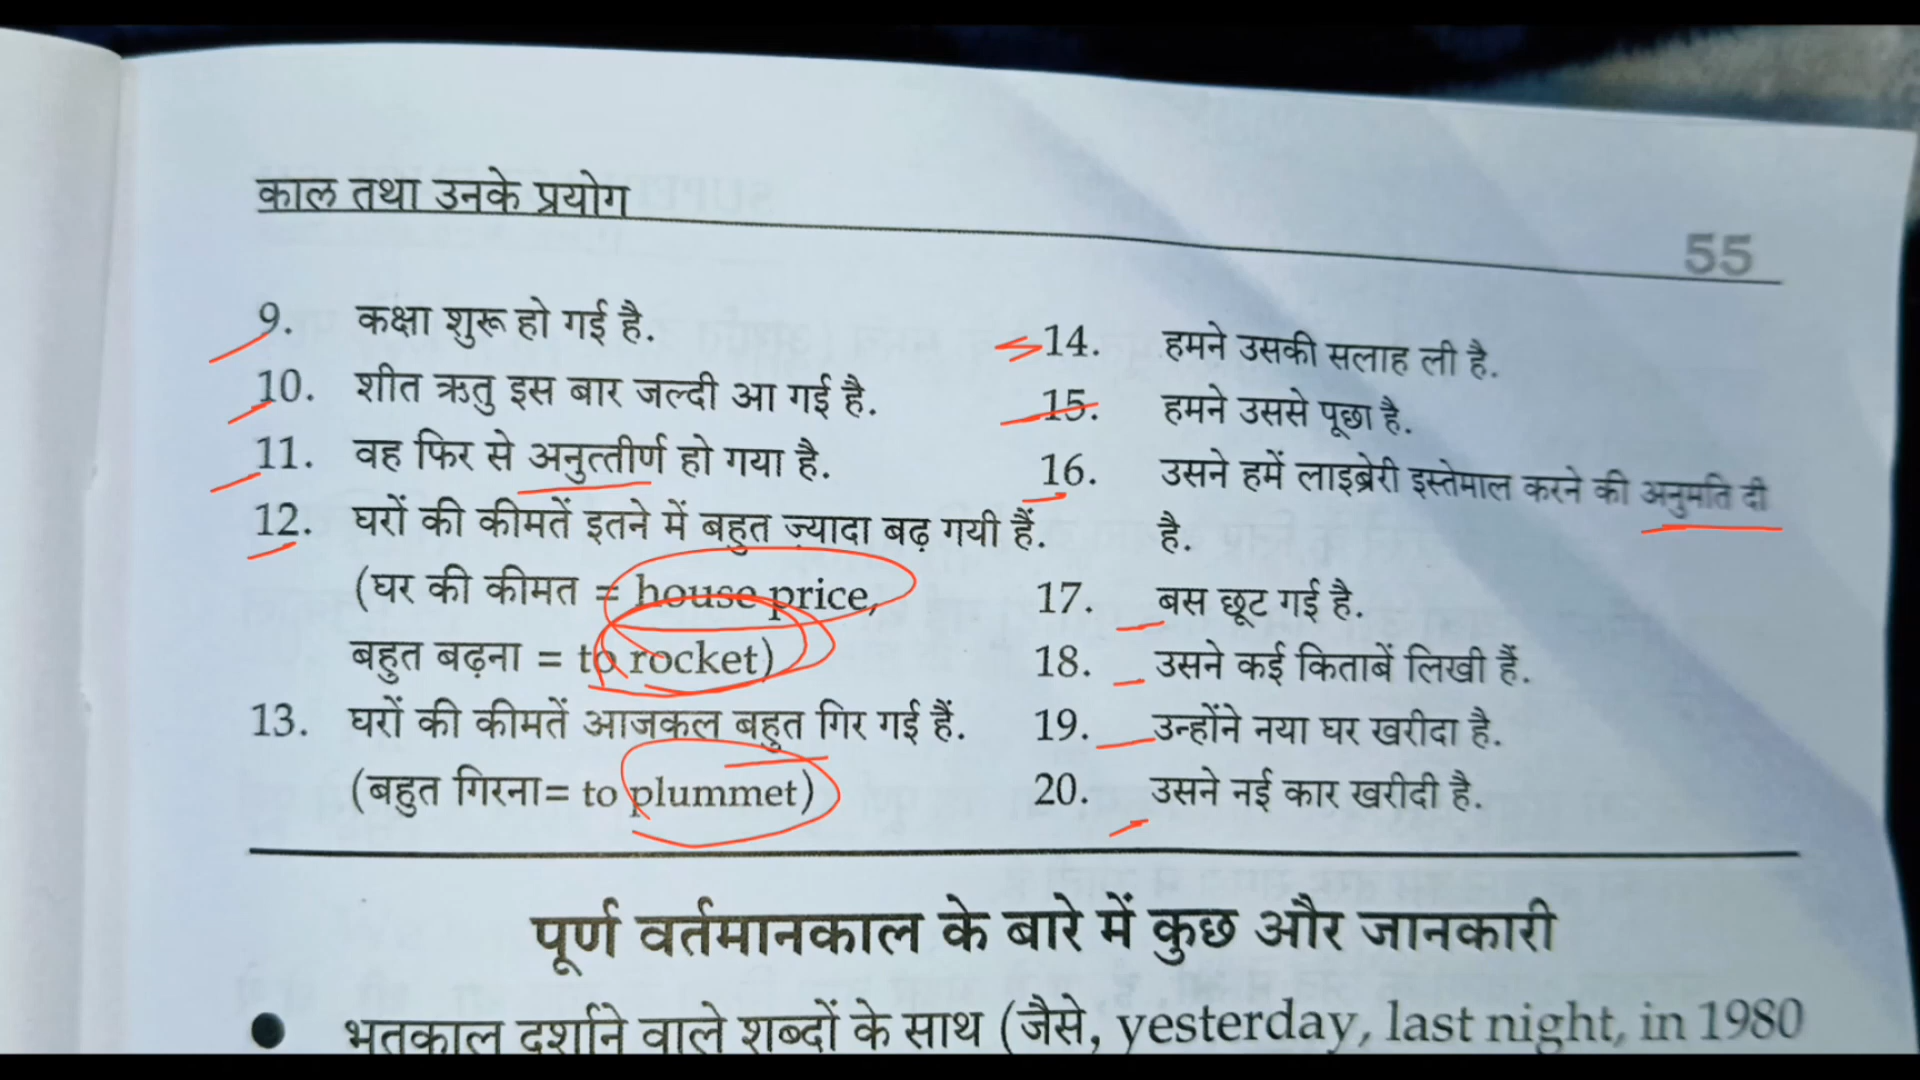 काल तथा उनके प्रयोग
55
9. कक्षा शुरू हो गई है.
10. शीत ऋतु इस बार जल्दी आ गई है.
11. वह फिर से अनुत्तीर्ण हो गया है.
12. घरों की कीमतें इतने में बहुत ज़्यादा बढ़ गयी हैं.
(घर की कीमत = house price,
बहुत बढ़ना = to rocket)
13. घरों की कीमतें आजकल बहुत गिर गई हैं.
(बहुत गिरना= to plummet)
14. हमने उसकी सलाह ली है.
15. हमने उससे पूछा है.
16. उसने हमें लाइब्रेरी इस्तेमाल करने की अनुमति दी
है.
17. बस छूट गई है.
18. उसने कई किताबें लिखी हैं.
19. उन्होंने नया घर खरीदा है.
20. उसने नई कार खरीदी है.
पूर्ण वर्तमानकाल के बारे में कुछ और जानकारी
● भूतकाल दर्शाने वाले शब्दों के साथ (जैसे, yesterday, last night, in 1980